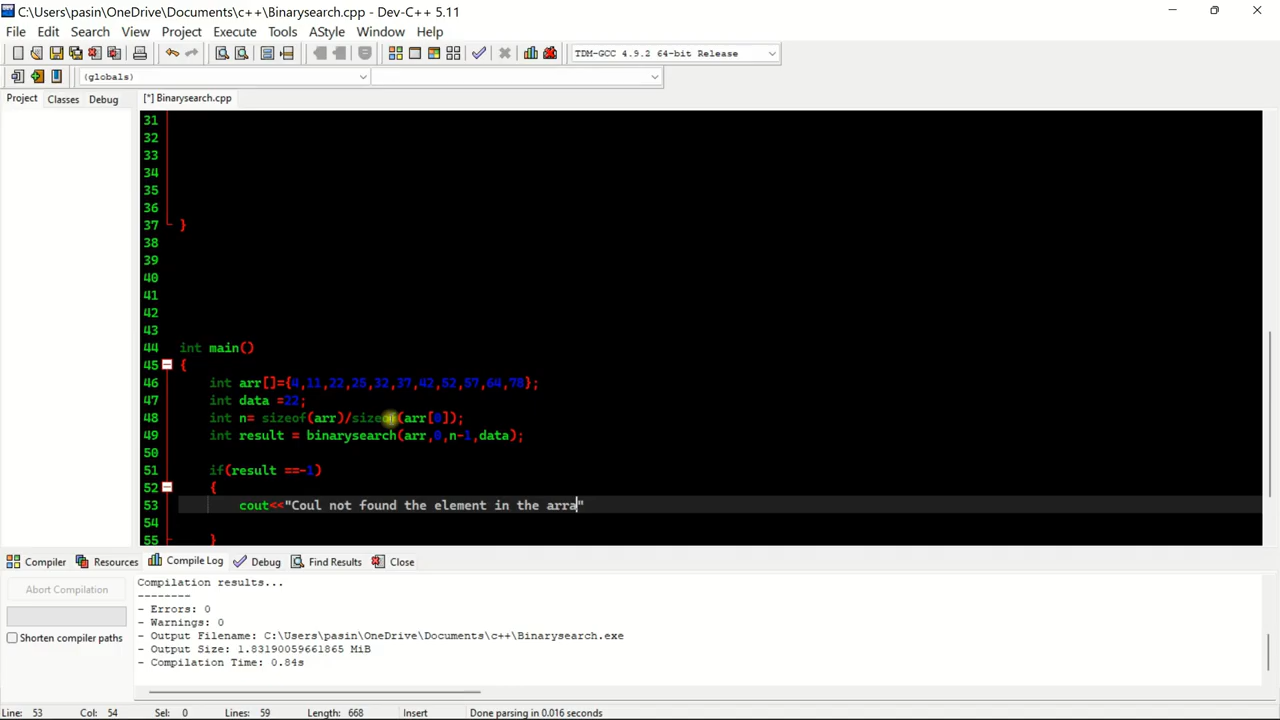 C:\Users\pasin\OneDrive\Documents\c++\Binarysearch.cpp - Dev-C++ 5.11
File Edit Search View Project Execute Tools AStyle Window Help
TDM-GCC 4.9.2 64-bit Release
(globals)
Project Classes Debug [*] Binarysearch.cpp
31
32
33
34
35
36
37 }
38
39
40
41
42
43
44 int main()
45 {
46 int arr[]={4,11,22,25,32,37,42,52,57,64,78};
47 int data =22;
48 int n= sizeof(arr)/sizeof(arr[0]);
49 int result = binarysearch(arr,0,n-1,data);
50
51 if(result ==-1)
52 {
53 cout<<"Coul not found the element in the arra"
54
55 }
Compiler Resources Compile Log Debug Find Results Close
Abort Compilation
Shorten compiler paths
Compilation results...
--------
- Errors: 0
- Warnings: 0
- Output Filename: C:\Users\pasin\OneDrive\Documents\c++\Binarysearch.exe
- Output Size: 1.83190059661865 MiB
- Compilation Time: 0.84s
Line: 53 Col: 54 Sel: 0 Lines: 59 Length: 668 Insert Done parsing in 0.016 seconds